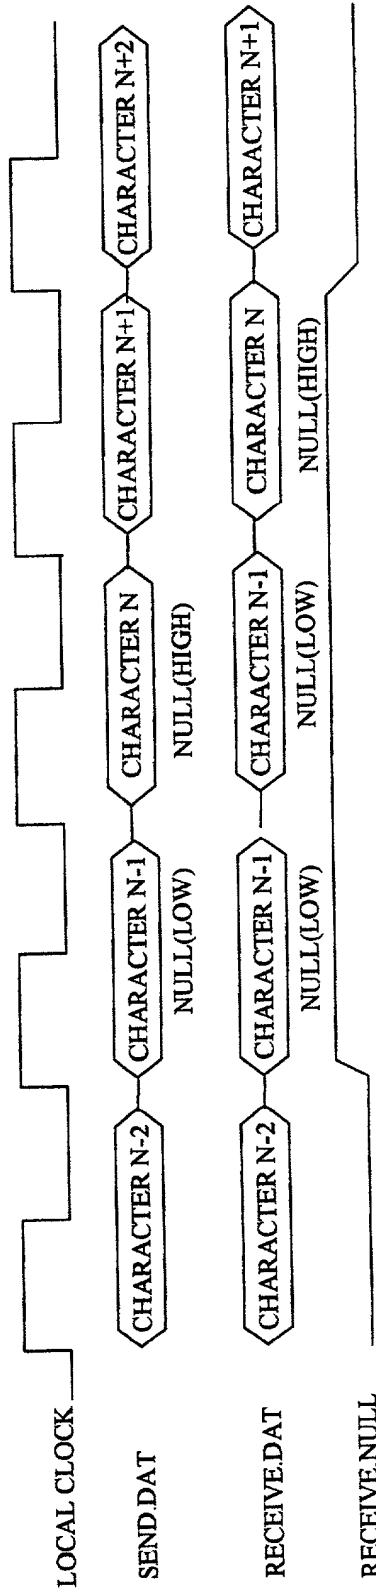 LOCAL CLOCK
SEND.DAT
CHARACTER N-2
CHARACTER N-1
CHARACTER N
CHARACTER N+1
CHARACTER N+2
NULL(LOW)
NULL(HIGH)
RECEIVE.DAT
CHARACTER N-2
CHARACTER N-1
CHARACTER N-1
CHARACTER N
CHARACTER N+1
NULL(LOW)
NULL(LOW)
NULL(HIGH)
RECEIVE.NULL